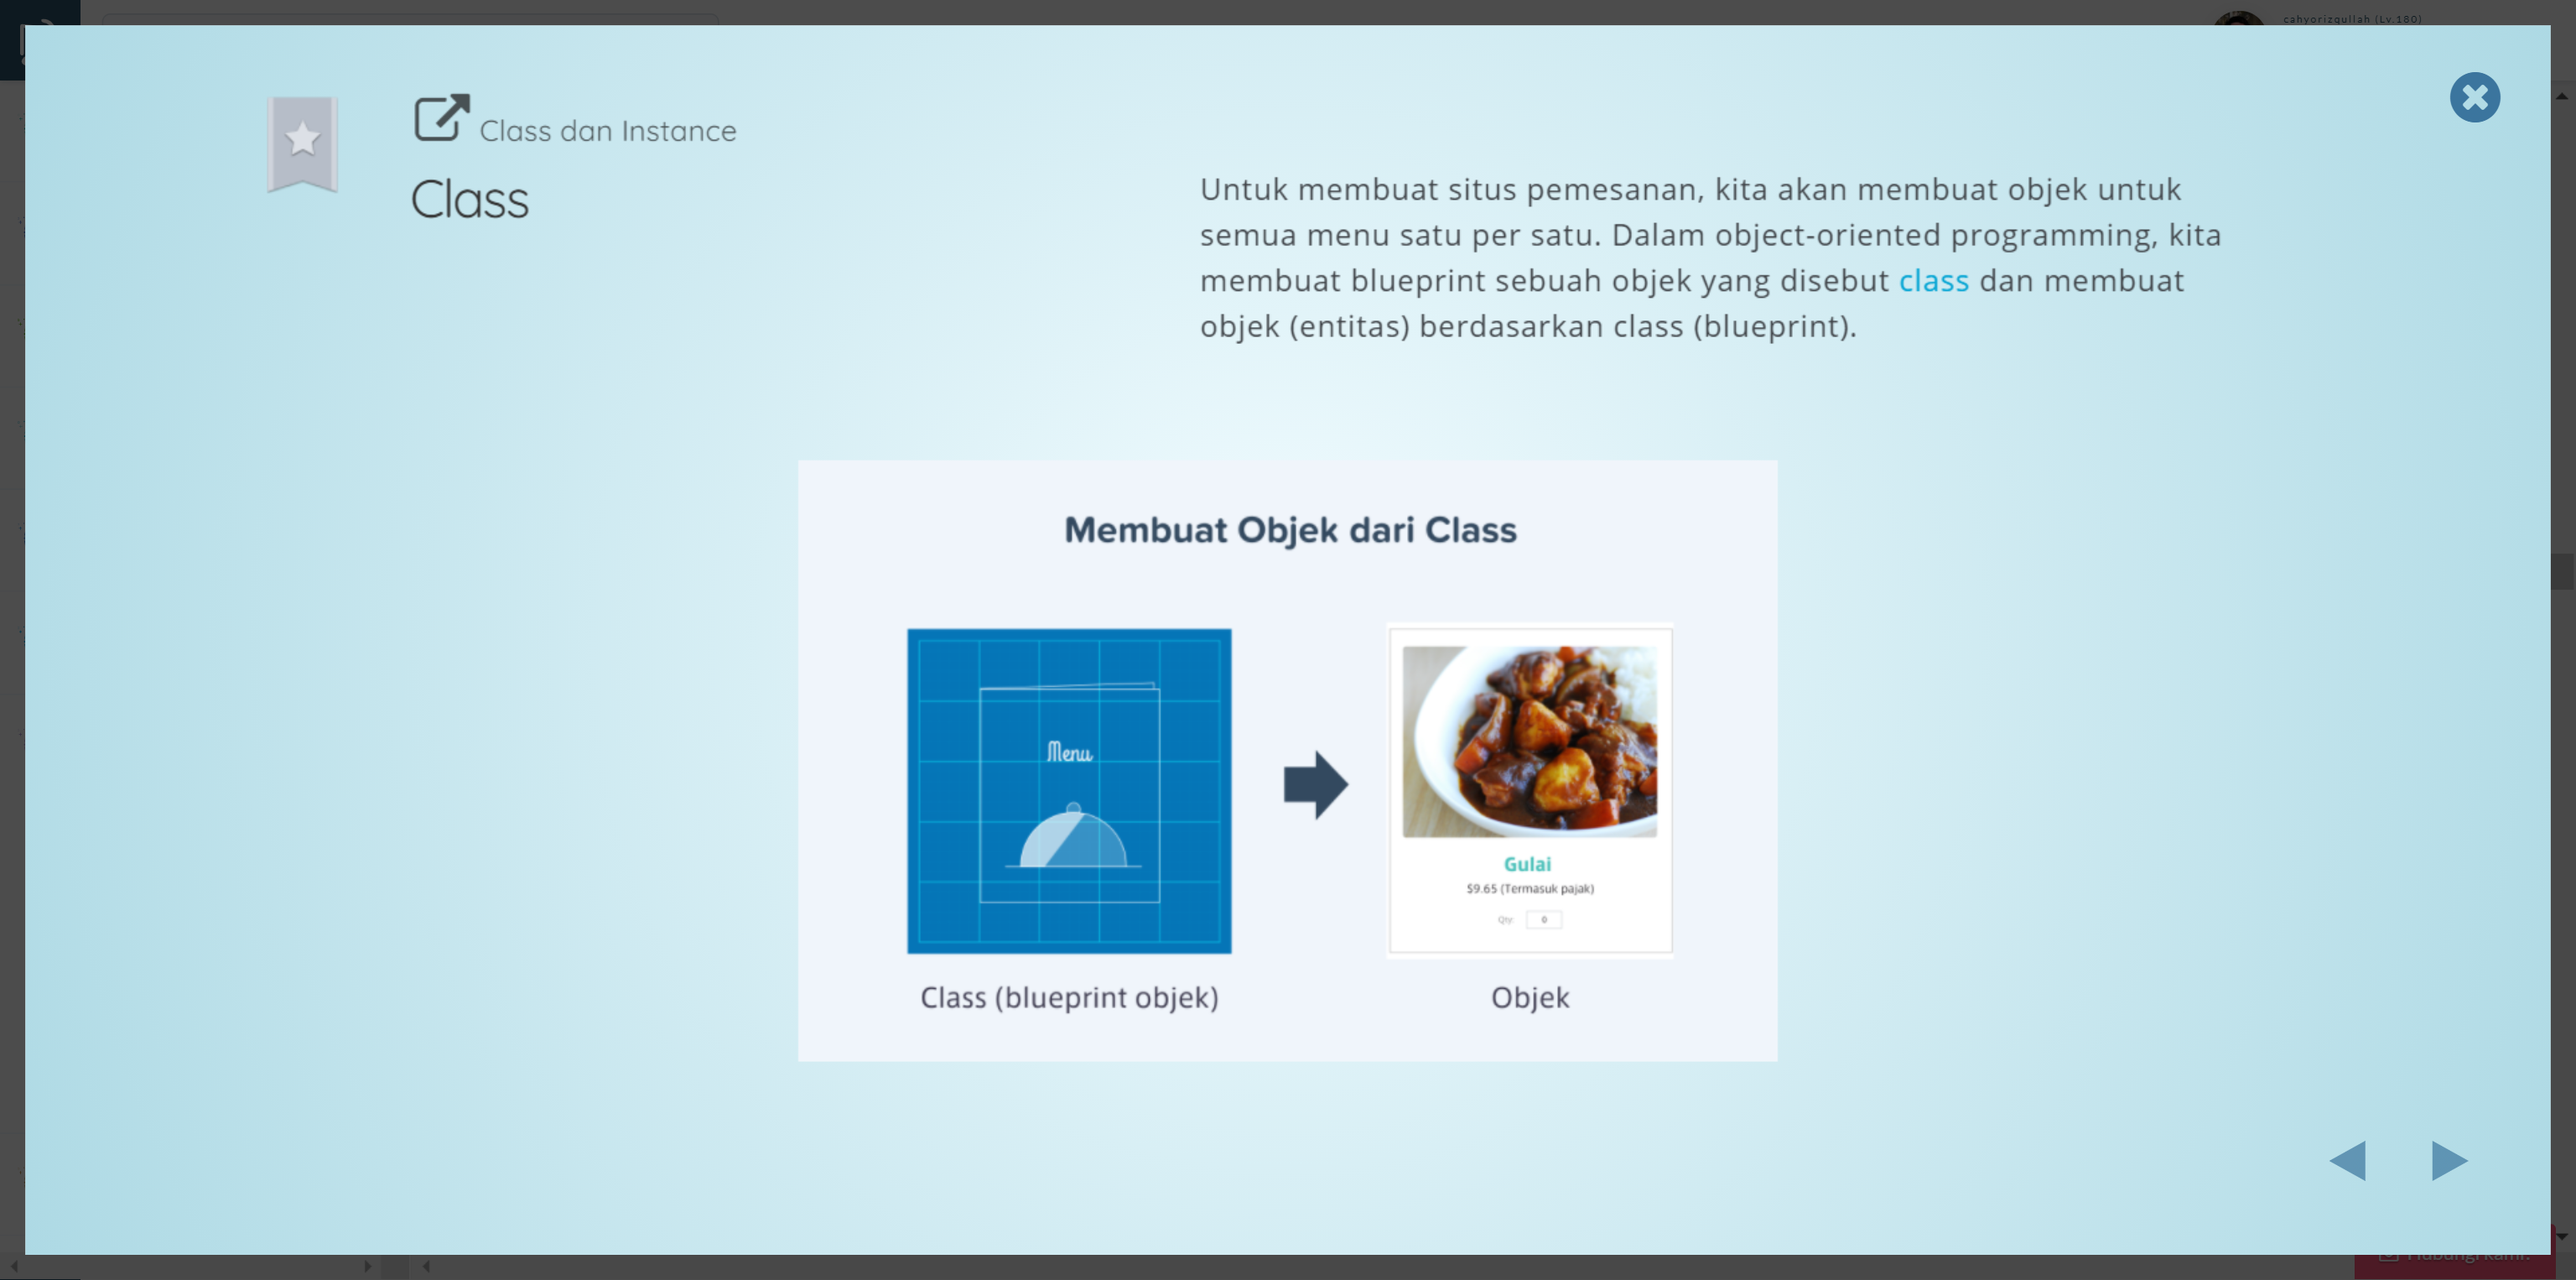 cahyorizqullah (Lv.180)
Class dan Instance
Class
Untuk membuat situs pemesanan, kita akan membuat objek untuk
semua menu satu per satu. Dalam object-oriented programming, kita
membuat blueprint sebuah objek yang disebut class dan membuat
objek (entitas) berdasarkan class (blueprint).
Membuat Objek dari Class
Menu
Gulai
$9.65 (Termasuk pajak)
Qty: 0
Class (blueprint objek)
Objek
Hubungi kami!